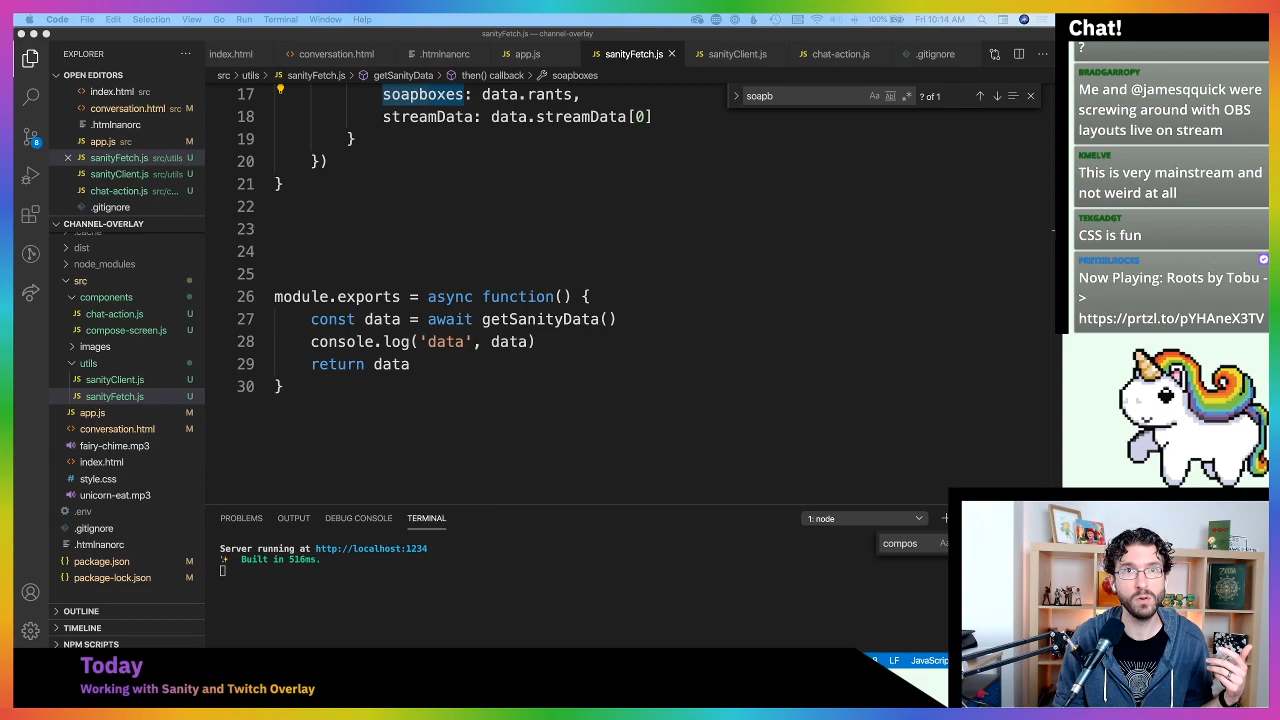 Code File Edit Selection View Go Run Terminal Window Help 100% Fri 10:14 AM
sanityFetch.js — channel-overlay
EXPLORER
OPEN EDITORS
index.html src
conversation.html src
.htmlnanorc
app.js src M
sanityFetch.js src/utils U
sanityClient.js src/utils U
chat-action.js src/c... U
.gitignore
CHANNEL-OVERLAY
.cache
dist
node_modules
src
components
chat-action.js U
compose-screen.js U
images
utils
sanityClient.js U
sanityFetch.js U
app.js M
conversation.html U
fairy-chime.mp3
index.html
style.css
unicorn-eat.mp3
.env
.gitignore
.htmlnanorc
package.json M
package-lock.json M
OUTLINE
TIMELINE
NPM SCRIPTS
8
index.html conversation.html .htmlnanorc app.js sanityFetch.js sanityClient.js chat-action.js .gitignore
src > utils > sanityFetch.js > getSanityData > then() callback > soapboxes
soapb ? of 1
17 soapboxes: data.rants,
18 streamData: data.streamData[0]
19 }
20 })
21 }
22
23
24
25
26 module.exports = async function() {
27 const data = await getSanityData()
28 console.log('data', data)
29 return data
30 }
PROBLEMS OUTPUT DEBUG CONSOLE TERMINAL 1: node
compos
Server running at http://localhost:1234
Built in 516ms.
LF JavaScrip
Chat!
?
BRADGARROPY
Me and @jamesqquick were
screwing around with OBS
layouts live on stream
KMELVE
This is very mainstream and
not weird at all
TEKGADGT
CSS is fun
PRETZELROCKS
Now Playing: Roots by Tobu -
>
https://prtzl.to/pYHAneX3TV
ZELDA
Today
Working with Sanity and Twitch Overlay